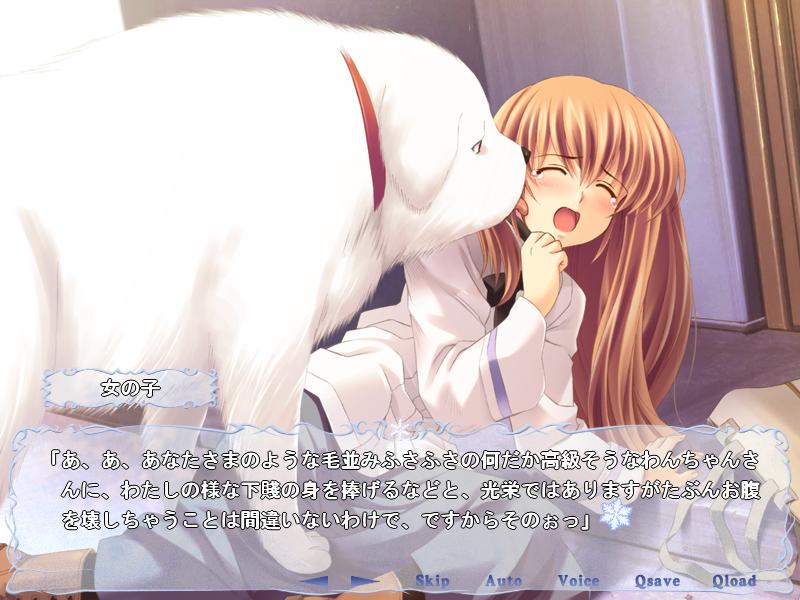 女の子
「あ、あ、あなたさまのような毛並みふさふさの何だか高級そうなわんちゃんさ
んに、わたしの様な下賤の身を捧げるなどと、光栄ではありますがたぶんお腹
を壊しちゃうことは間違いないわけで、ですからそのぉっ」
Skip Auto Voice Qsave Qload